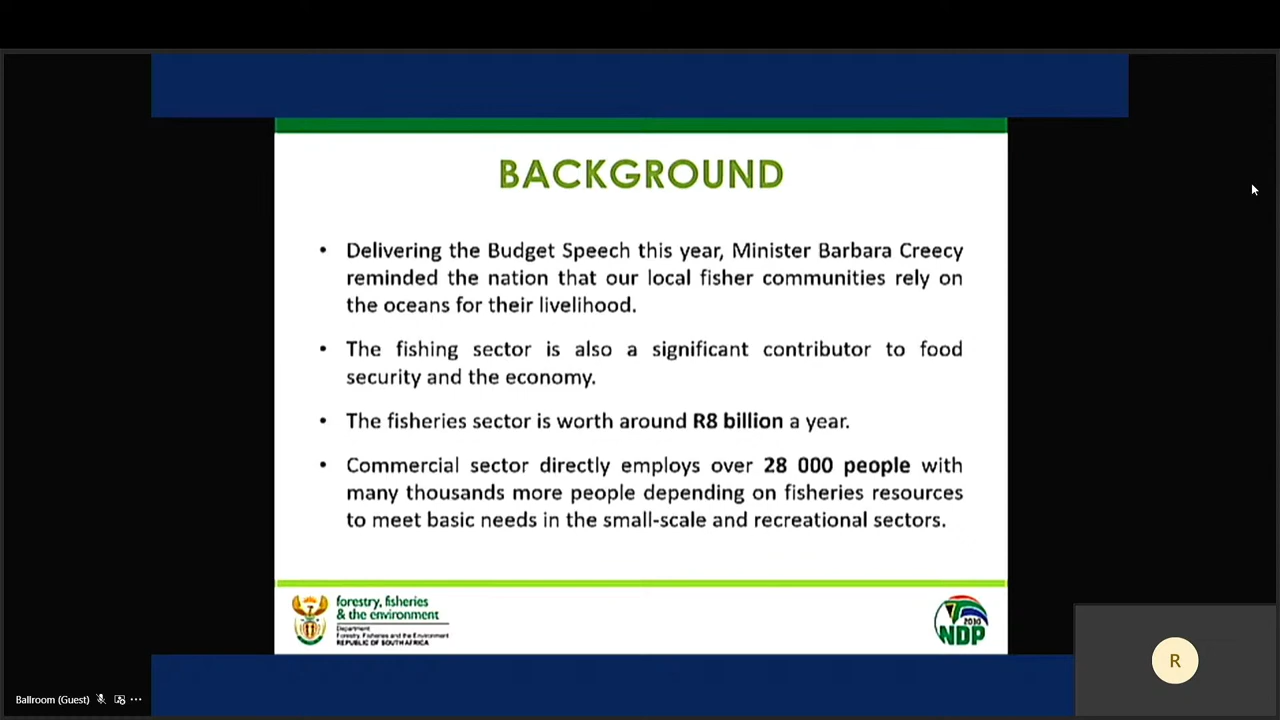 BACKGROUND
• Delivering the Budget Speech this year, Minister Barbara Creecy
reminded the nation that our local fisher communities rely on
the oceans for their livelihood.
• The fishing sector is also a significant contributor to food
security and the economy.
• The fisheries sector is worth around R8 billion a year.
• Commercial sector directly employs over 28 000 people with
many thousands more people depending on fisheries resources
to meet basic needs in the small-scale and recreational sectors.
forestry, fisheries
& the environment
Department:
Forestry, Fisheries and the Environment
REPUBLIC OF SOUTH AFRICA
2030
NDP
R
Ballroom (Guest)